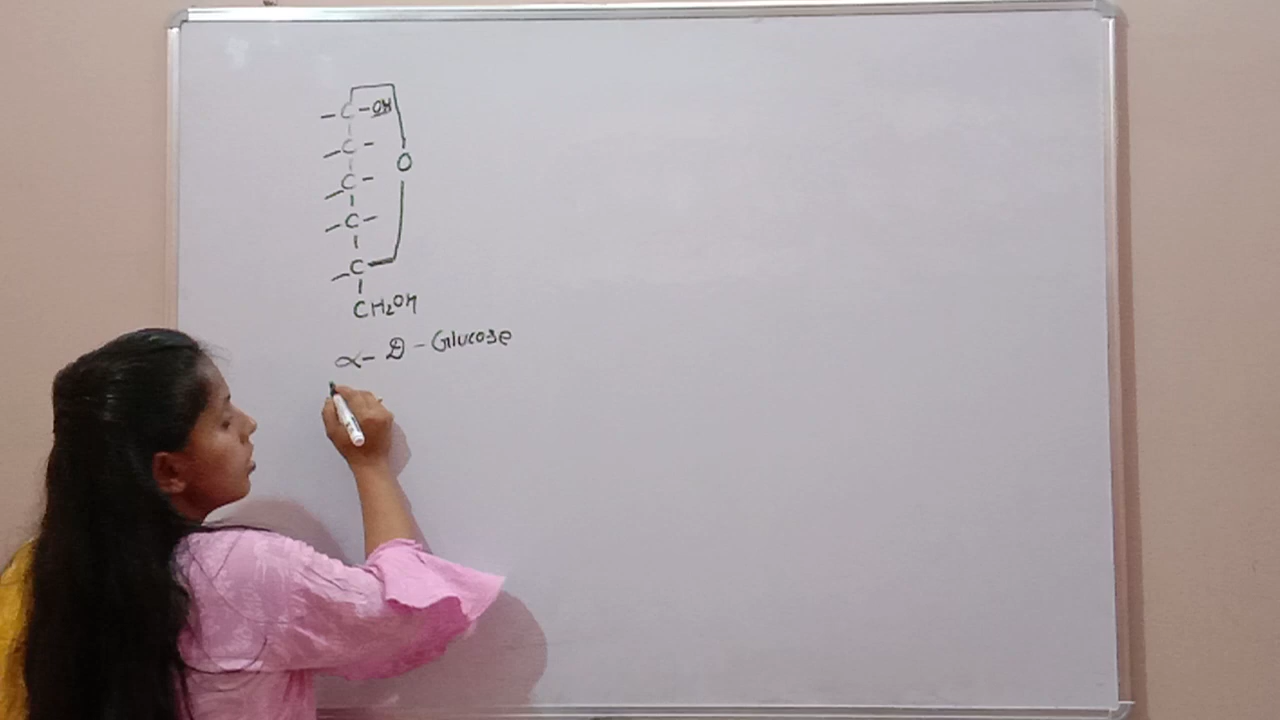 -C-OH
-C-
-C- O
-C-
-C-
CH₂OH
α- D - Glucose